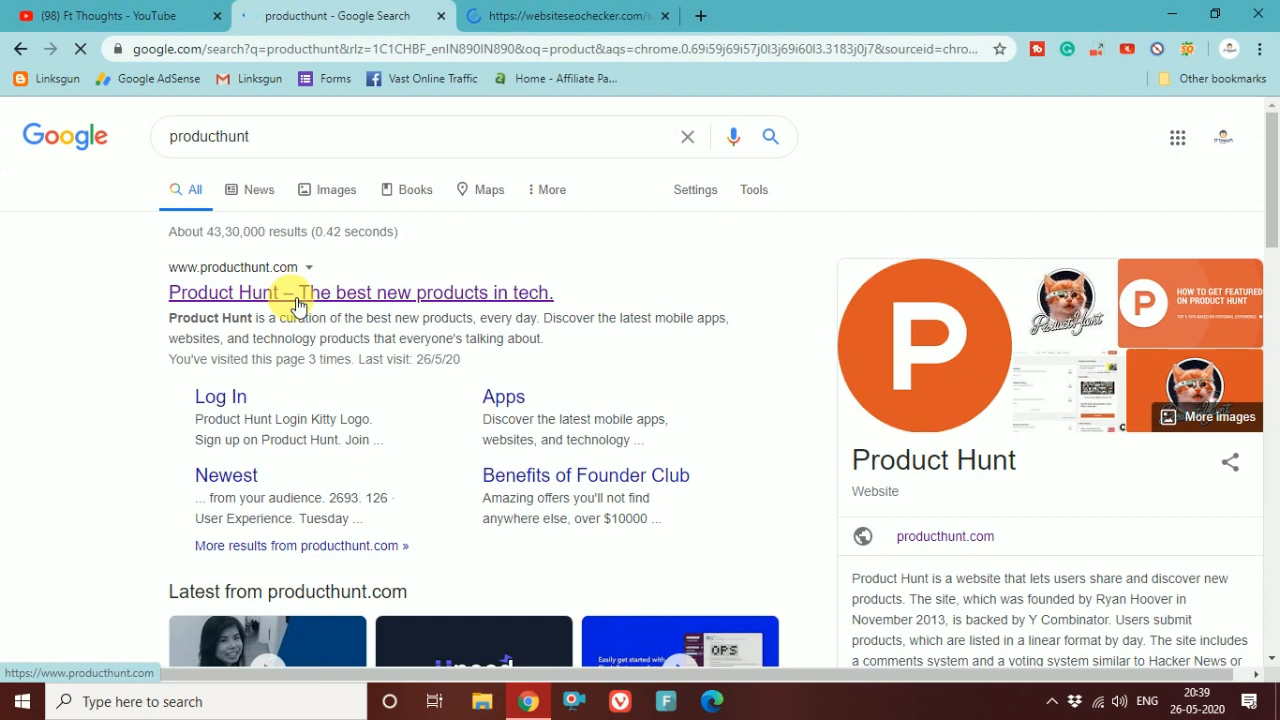 (98) Ft Thoughts - YouTube
producthunt - Google Search
https://websiteseochecker.com/s
google.com/search?q=producthunt&rlz=1C1CHBF_enIN890IN890&oq=product&aqs=chrome.0.69i59j69i57j0l3j69i60l3.3183j0j7&sourceid=chro...
Linksgun
Google AdSense
Linksgun
Forms
Vast Online Traffic
Home - Affiliate Pa...
Other bookmarks
Google
producthunt
All
News
Images
Books
Maps
More
Settings
Tools
About 43,30,000 results (0.42 seconds)
www.producthunt.com
Product Hunt – The best new products in tech.
Product Hunt is a curation of the best new products, every day. Discover the latest mobile apps,
websites, and technology products that everyone's talking about.
You've visited this page 3 times. Last visit: 26/5/20
Log In
Product Hunt Login Kitty Logo.
Sign up on Product Hunt. Join ...
Apps
Discover the latest mobile apps,
websites, and technology ...
Newest
... from your audience. 2693. 126 ·
User Experience. Tuesday ...
Benefits of Founder Club
Amazing offers you'll not find
anywhere else, over $10000 ...
More results from producthunt.com »
Latest from producthunt.com
Easily get started with
OPS
P
Product Hunt
HOW TO GET FEATURED
ON PRODUCT HUNT
More images
Product Hunt
Website
producthunt.com
Product Hunt is a website that lets users share and discover new
products. The site, which was founded by Ryan Hoover in
November 2013, is backed by Y Combinator. Users submit
products, which are listed in a linear format by day. The site includes
a comments system and a voting system similar to Hacker News or
https://www.producthunt.com
Type here to search
ENG
20:39
26-05-2020